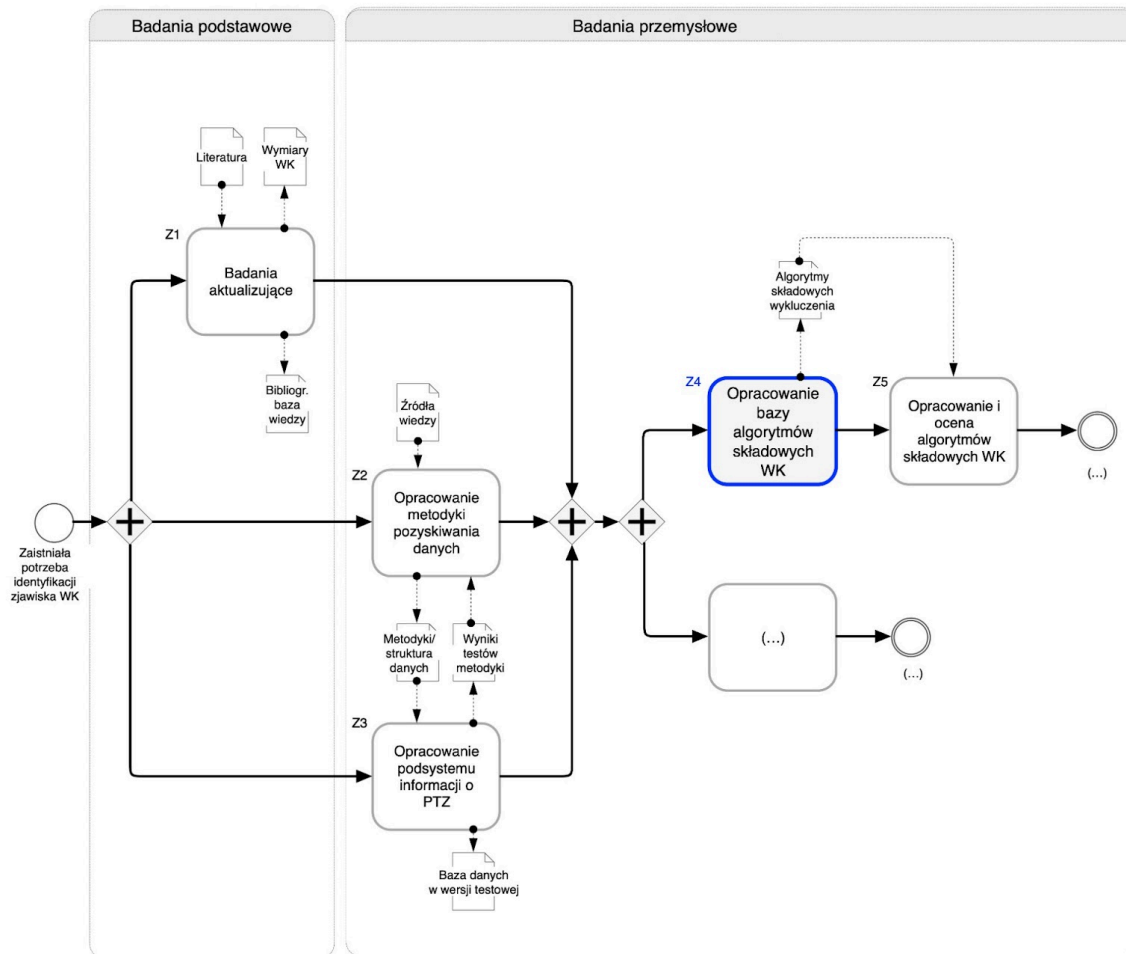 Badania podstawowe
Badania przemysłowe
Literatura
Wymiary
WK
Z1
Badania
aktualizujące
Bibliogr.
baza
wiedzy
Źródła
wiedzy
Algorytmy
składowych
wykluczenia
Z4
Opracowanie
bazy
algorytmów
składowych
WK
Z5
Opracowanie i
ocena
algorytmów
składowych WK
(...)
Z2
Opracowanie
metodyki
pozyskiwania
danych
Zaistniała
potrzeba
identyfikacji
zjawiska WK
Metodyki/
struktura
danych
Wyniki
testów
metodyki
(...)
(...)
Z3
Opracowanie
podsystemu
informacji o
PTZ
Baza danych
w wersji testowej